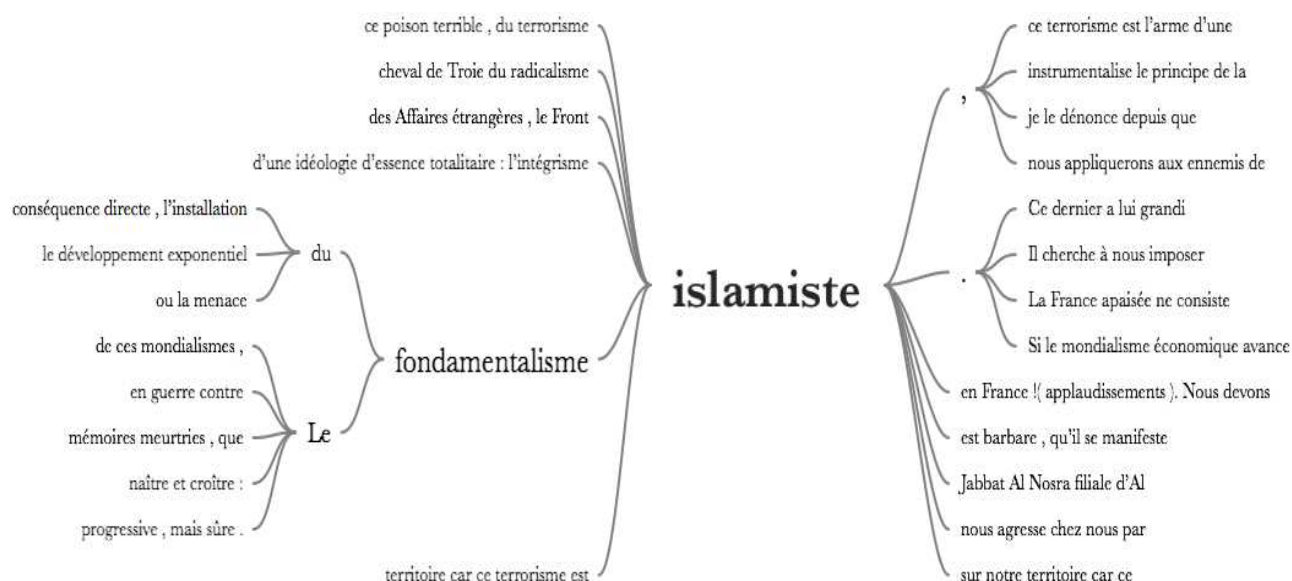 ce poison terrible , du terrorisme
cheval de Troie du radicalisme
des Affaires étrangères , le Front
d'une idéologie d'essence totalitaire : l'intégrisme
conséquence directe , l'installation
le développement exponentiel
ou la menace
du
de ces mondialismes ,
en guerre contre
mémoires meurtries , que
naître et croître :
progressive , mais sûre .
Le
fondamentalisme
territoire car ce terrorisme est
islamiste
,
ce terrorisme est l'arme d'une
instrumentalise le principe de la
je le dénonce depuis que
nous appliquerons aux ennemis de
.
Ce dernier a lui grandi
Il cherche à nous imposer
La France apaisée ne consiste
Si le mondialisme économique avance
en France !( applaudissements ). Nous devons
est barbare , qu'il se manifeste
Jabbat Al Nosra filiale d'Al
nous agresse chez nous par
sur notre territoire car ce